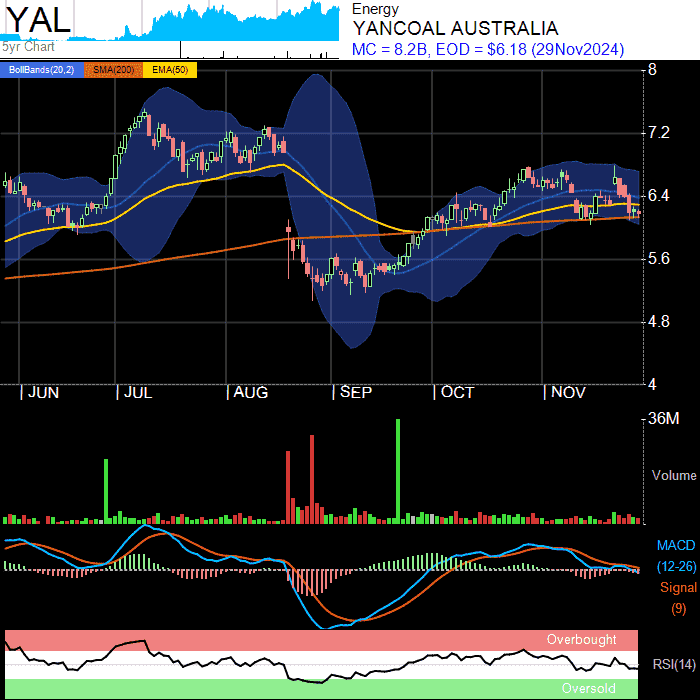 YAL
5yr Chart
Energy
YANCOAL AUSTRALIA
MC = 8.2B, EOD = $6.18 (29Nov2024)
BollBands(20,2) SMA(200) EMA(50)
8
7.2
6.4
5.6
4.8
4
JUN JUL AUG SEP OCT NOV
36M
Volume
MACD
(12-26)
Signal
(9)
Overbought
RSI(14)
Oversold